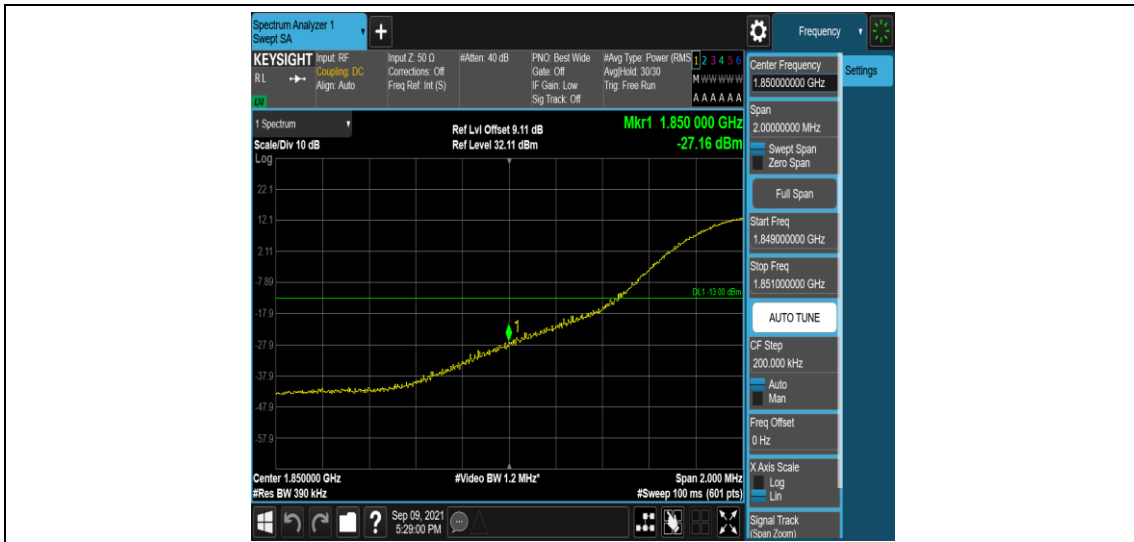 Spectrum Analyzer 1
Swept SA
+
Frequency
KEYSIGHT
RL
LXI
Input: RF
Coupling: DC
Align: Auto
Input Z: 50 Ω
Corrections: Off
Freq Ref: Int (S)
#Atten: 40 dB
PNO: Best Wide
Gate: Off
IF Gain: Low
Sig Track: Off
#Avg Type: Power (RMS
Avg|Hold: 30/30
Trig: Free Run
1 2 3 4 5 6
M W W W W W
A A A A A A
1 Spectrum
Scale/Div 10 dB
Ref Lvl Offset 9.11 dB
Ref Level 32.11 dBm
Mkr1 1.850 000 GHz
-27.16 dBm
Log
22.1
12.1
2.11
-7.89
-17.9
-27.9
-37.9
-47.9
-57.9
DL1 -13.00 dBm
1
Center 1.850000 GHz
#Res BW 390 kHz
#Video BW 1.2 MHz*
Span 2.000 MHz
#Sweep 100 ms (601 pts)
Center Frequency
1.850000000 GHz
Settings
Span
2.00000000 MHz
Swept Span
Zero Span
Full Span
Start Freq
1.849000000 GHz
Stop Freq
1.851000000 GHz
AUTO TUNE
CF Step
200.000 kHz
Auto
Man
Freq Offset
0 Hz
X Axis Scale
Log
Lin
Signal Track
(Span Zoom)
?
Sep 09, 2021
5:29:00 PM